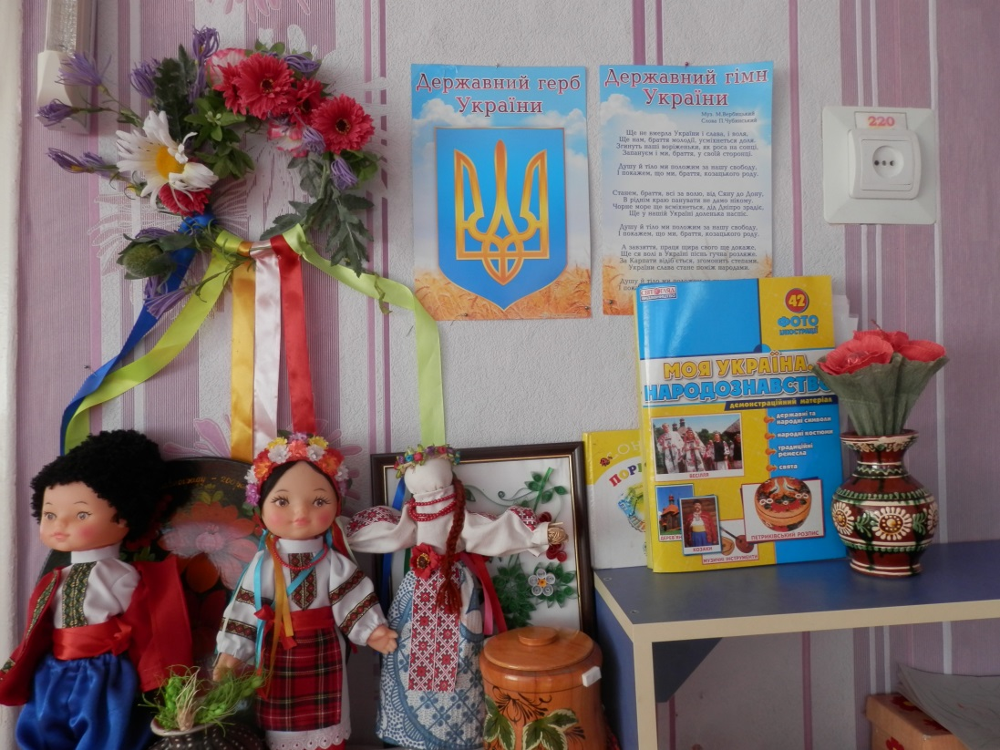 Державний герб
України
Державний гімн
України
Муз. М.Вербицький
Слова П.Чубинський
Ще не вмерла України і слава, і воля,
Ще нам, браття молодії, усміхнеться доля.
Згинуть наші воріженьки, як роса на сонці,
Запануєм і ми, браття, у своїй сторонці.
Душу й тіло ми положим за нашу свободу,
І покажем, що ми, браття, козацького роду.
Станем, браття, всі за волю, від Сяну до Дону,
В ріднім краю панувати не дамо нікому.
Чорне море ще всміхнеться, дід Дніпро зрадіє,
Ще у нашій Україні доленька наспіє.
Душу й тіло ми положим за нашу свободу,
І покажем, що ми, браття, козацького роду.
А завзяття, праця щира свого ще докаже,
Ще ся волі в Україні піснь гучна розляже.
За Карпати відіб'ється, згомонить степами,
України слава стане поміж народами.
Душу й тіло ми
220
42
ФОТО
ІЛЮСТРАЦІЇ
МОЯ УКРАЇНА.
НАРОДОЗНАВСТВО
демонстраційний матеріал
державні та
народні символи
народні костюми
традиційні
ремесла
свята
ВЕСІЛЛЯ
КОЗАКИ
ПЕТРИКІВСЬКИЙ РОЗПИС
МУЗИЧНІ ІНСТРУМЕНТИ